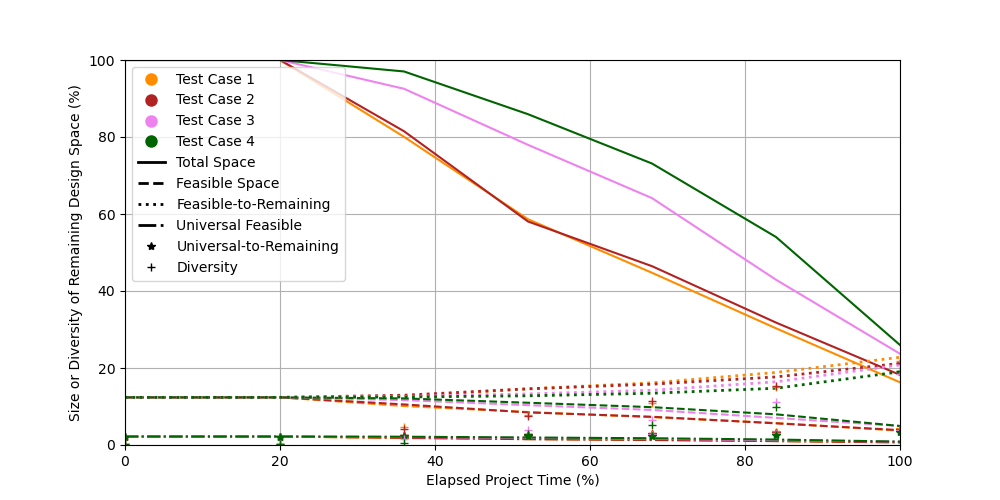 100
80
60
40
20
0
Size or Diversity of Remaining Design Space (%)
Test Case 1
Test Case 2
Test Case 3
Test Case 4
Total Space
Feasible Space
Feasible-to-Remaining
Universal Feasible
Universal-to-Remaining
Diversity
0 20 40 60 80 100
Elapsed Project Time (%)